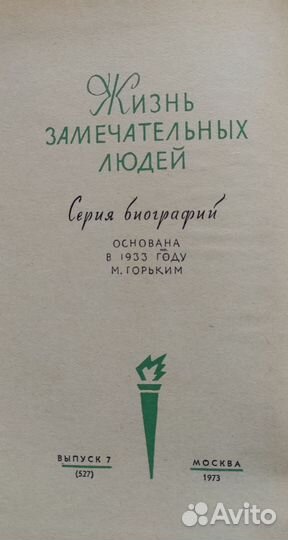 Жизнь
ЗАМЕЧАТЕЛЬНЫХ
ЛЮДЕЙ
Серия биографий
ОСНОВАНА
В 1933 ГОДУ
М. ГОРЬКИМ
ВЫПУСК 7
(527)
МОСКВА
1973
Avito